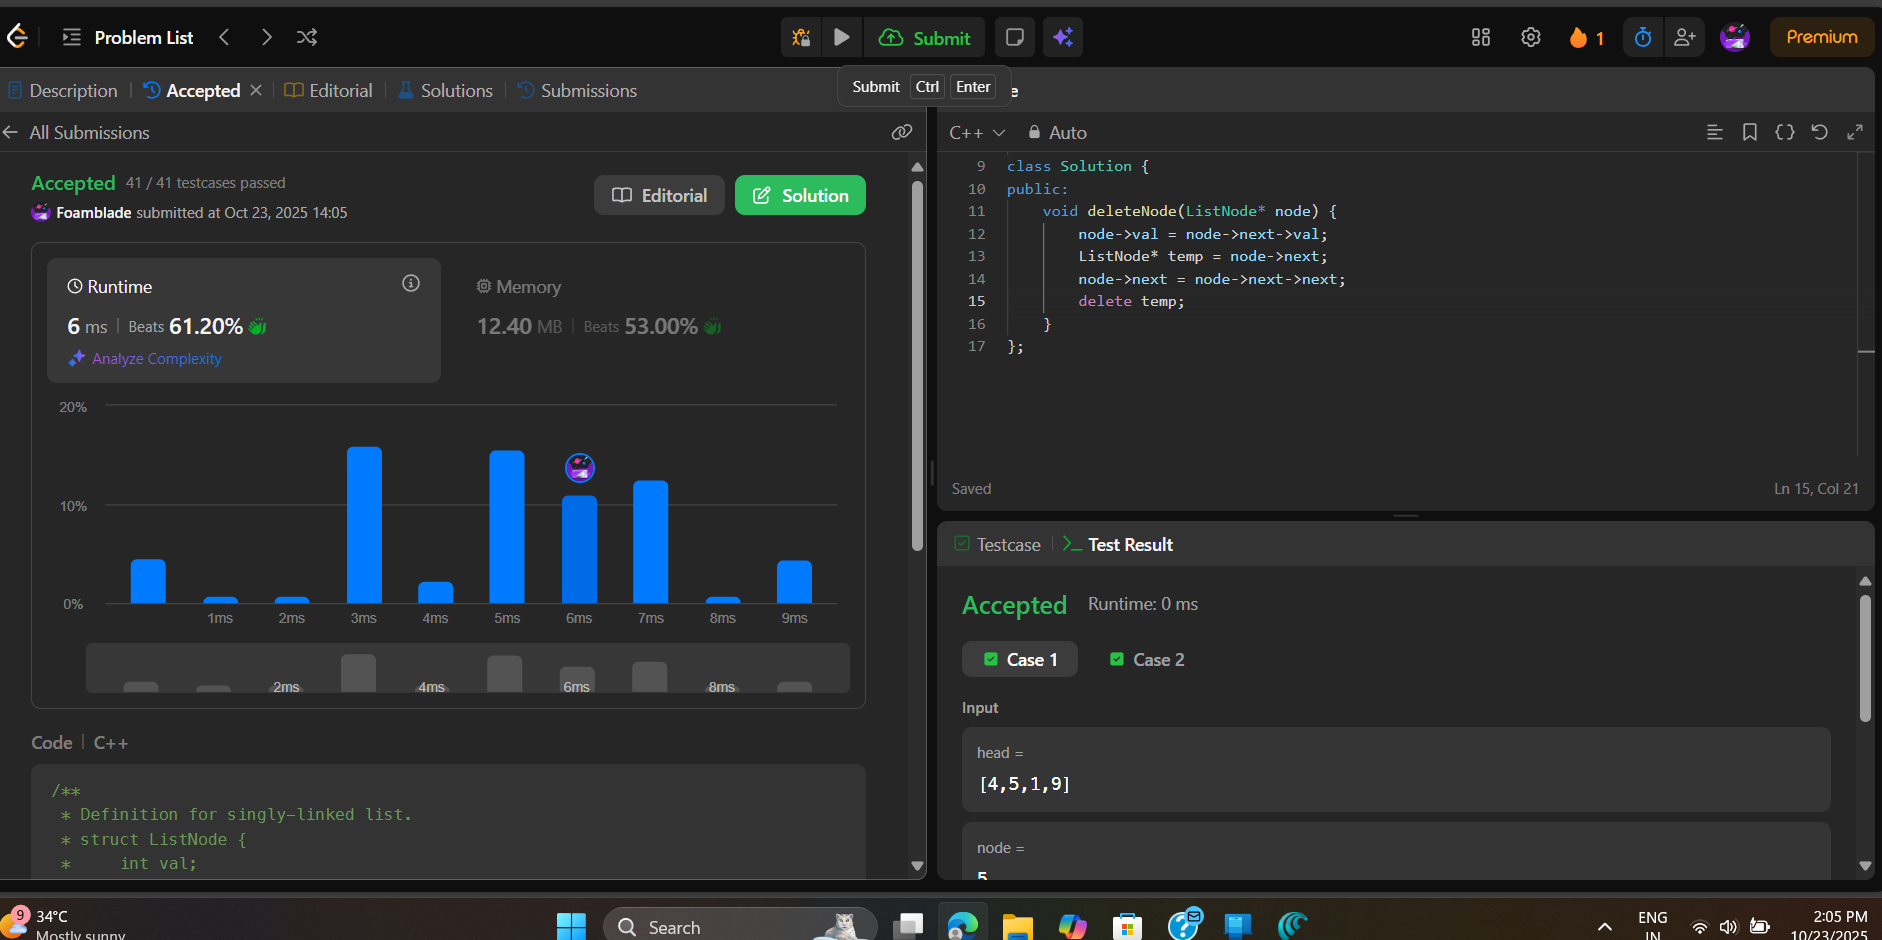 Problem List
Submit
1
Premium
Description
Accepted
Editorial
Solutions
Submissions
Submit Ctrl Enter
e
All Submissions
C++
Auto
Accepted 41 / 41 testcases passed
Foamblade submitted at Oct 23, 2025 14:05
Editorial
Solution
Runtime
6 ms | Beats 61.20%
Analyze Complexity
Memory
12.40 MB | Beats 53.00%
20%
10%
0%
1ms 2ms 3ms 4ms 5ms 6ms 7ms 8ms 9ms
2ms 4ms 6ms 8ms
Code | C++
/**
* Definition for singly-linked list.
* struct ListNode {
* int val;
9 class Solution {
10 public:
11 void deleteNode(ListNode* node) {
12 node->val = node->next->val;
13 ListNode* temp = node->next;
14 node->next = node->next->next;
15 delete temp;
16 }
17 };
Saved
Ln 15, Col 21
Testcase
Test Result
Accepted Runtime: 0 ms
Case 1
Case 2
Input
head =
[4,5,1,9]
node =
5
9
34°C
Mostly sunny
Search
ENG
IN
2:05 PM
10/23/2025